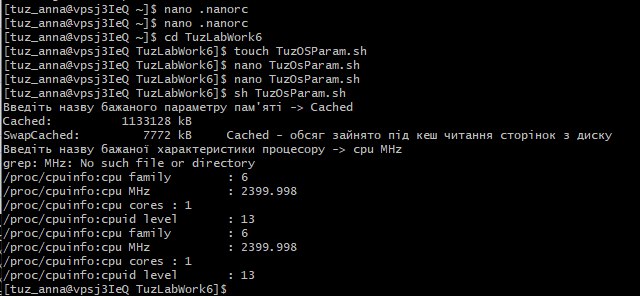 [tuz_anna@vpsj3IeQ ~]$ nano .nanorc
[tuz_anna@vpsj3IeQ ~]$ nano .nanorc
[tuz_anna@vpsj3IeQ ~]$ cd TuzLabWork6
[tuz_anna@vpsj3IeQ TuzLabWork6]$ touch TuzOSParam.sh
[tuz_anna@vpsj3IeQ TuzLabWork6]$ nano TuzOsParam.sh
[tuz_anna@vpsj3IeQ TuzLabWork6]$ nano TuzOsParam.sh
[tuz_anna@vpsj3IeQ TuzLabWork6]$ sh TuzOsParam.sh
Введіть назву бажаного параметру пам'яті -> Cached
Cached: 1133128 kB
SwapCached: 7772 kB Cached - обсяг зайнято під кеш читання сторінок з диску
Введіть назву бажаної характеристики процесору -> cpu MHz
grep: MHz: No such file or directory
/proc/cpuinfo:cpu family : 6
/proc/cpuinfo:cpu MHz : 2399.998
/proc/cpuinfo:cpu cores : 1
/proc/cpuinfo:cpuid level : 13
/proc/cpuinfo:cpu family : 6
/proc/cpuinfo:cpu MHz : 2399.998
/proc/cpuinfo:cpu cores : 1
/proc/cpuinfo:cpuid level : 13
[tuz_anna@vpsj3IeQ TuzLabWork6]$